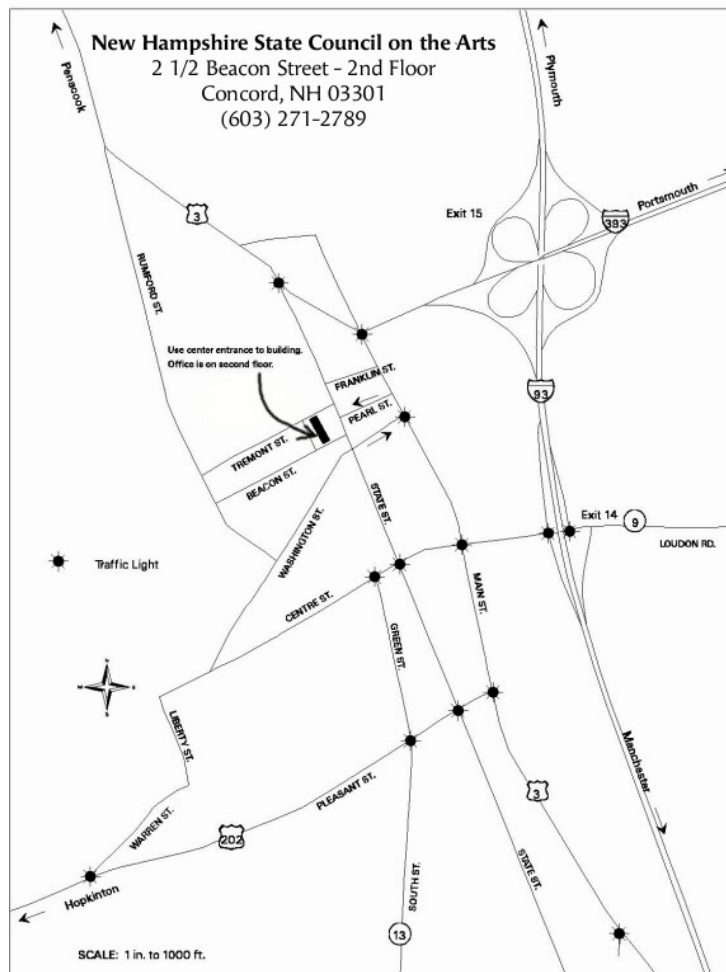 New Hampshire State Council on the Arts
2 1/2 Beacon Street - 2nd Floor
Concord, NH 03301
(603) 271-2789
Penacook
Plymouth
3
Exit 15
Portsmouth
393
RUMFORD ST.
Use center entrance to building.
Office is on second floor.
FRANKLIN ST.
PEARL ST.
93
TREMONT ST.
BEACON ST.
STATE ST.
WASHINGTON ST.
Exit 14
9
LOUDON RD.
Traffic Light
CENTRE ST.
MAIN ST.
GREEN ST.
N
W
E
S
LIBERTY ST.
PLEASANT ST.
Manchester
3
WARREN ST.
202
STATE ST.
SOUTH ST.
Hopkinton
13
SCALE: 1 in. to 1000 ft.